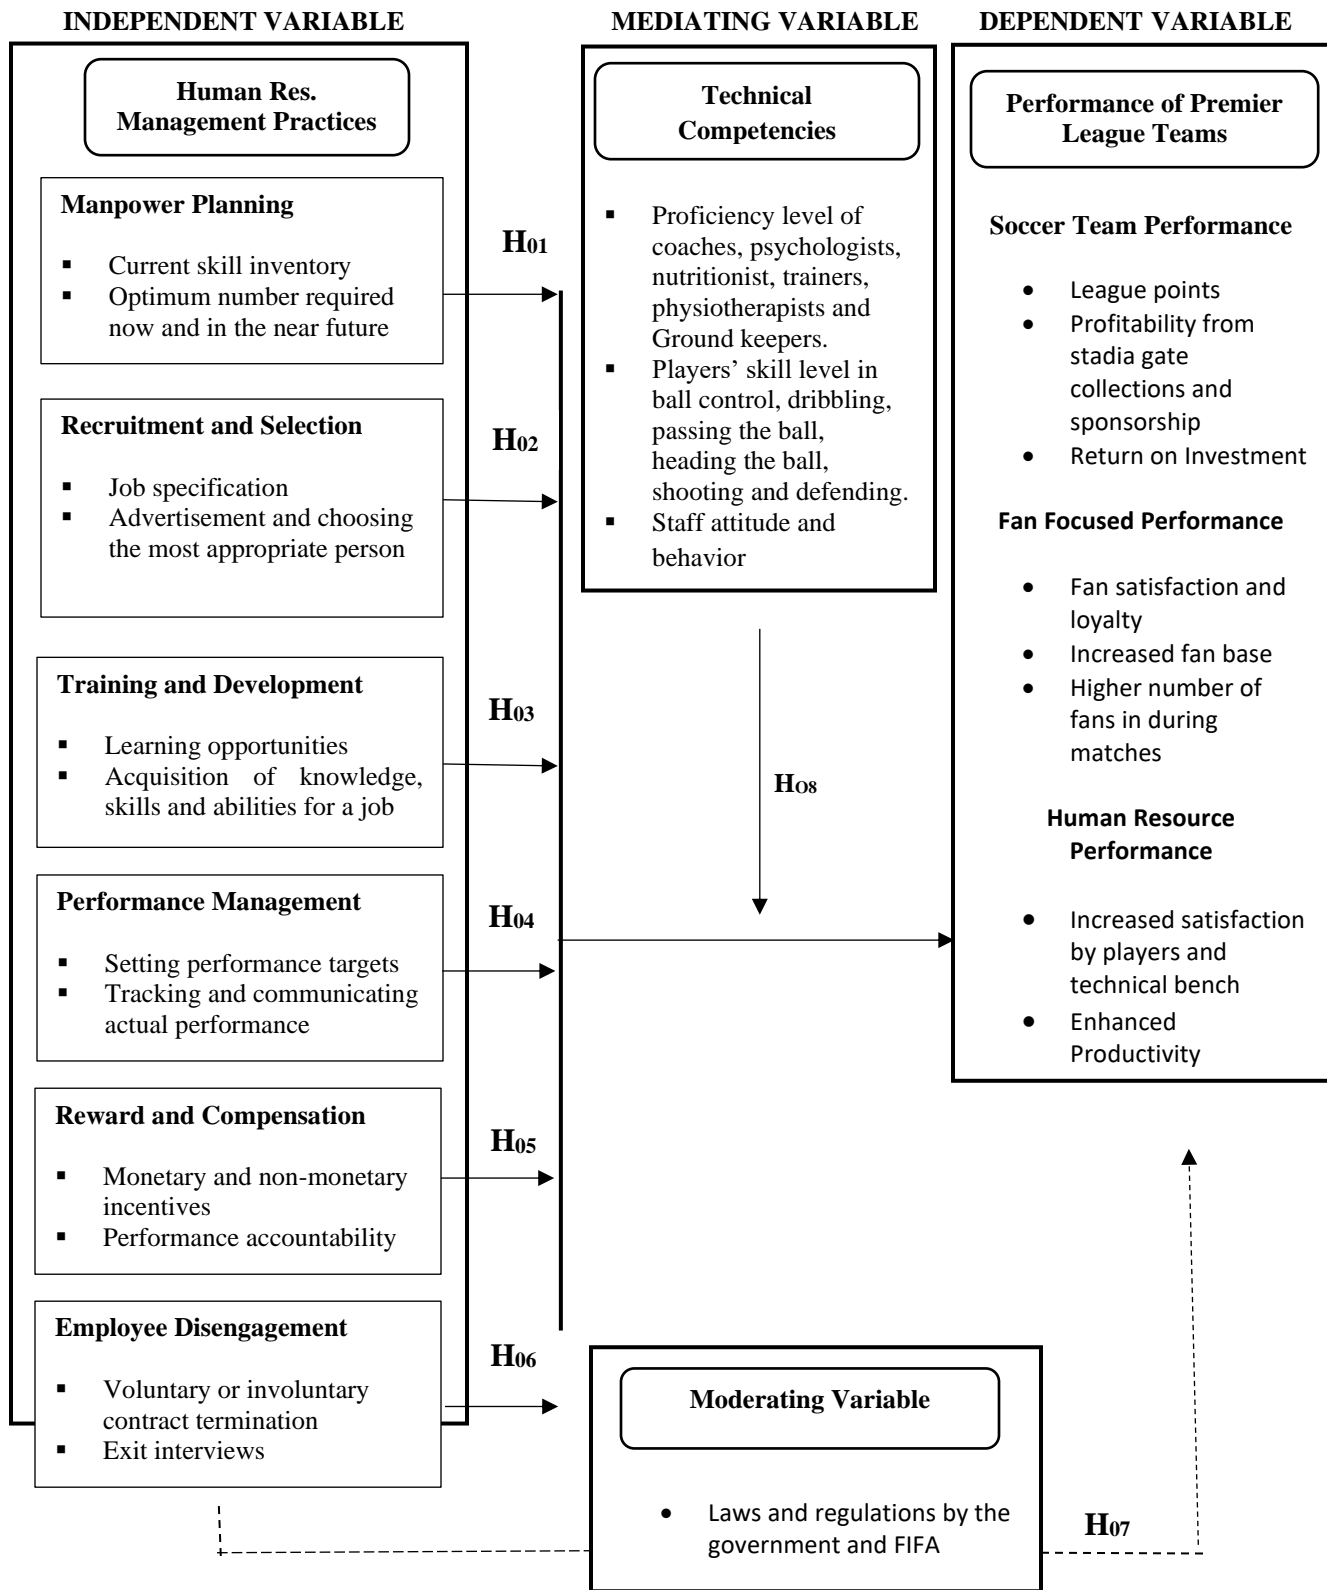 INDEPENDENT VARIABLE
Human Res.
Management Practices
Manpower Planning
▪ Current skill inventory
▪ Optimum number required
now and in the near future
Recruitment and Selection
▪ Job specification
▪ Advertisement and choosing
the most appropriate person
Training and Development
▪ Learning opportunities
▪ Acquisition of knowledge,
skills and abilities for a job
Performance Management
▪ Setting performance targets
▪ Tracking and communicating
actual performance
Reward and Compensation
▪ Monetary and non-monetary
incentives
▪ Performance accountability
Employee Disengagement
▪ Voluntary or involuntary
contract termination
▪ Exit interviews
H01
H02
H03
H04
H05
H06
MEDIATING VARIABLE
Technical
Competencies
▪ Proficiency level of
coaches, psychologists,
nutritionist, trainers,
physiotherapists and
Ground keepers.
▪ Players’ skill level in
ball control, dribbling,
passing the ball,
heading the ball,
shooting and defending.
▪ Staff attitude and
behavior
HO8
Moderating Variable
• Laws and regulations by the
government and FIFA
H07
DEPENDENT VARIABLE
Performance of Premier
League Teams
Soccer Team Performance
• League points
• Profitability from
stadia gate
collections and
sponsorship
• Return on Investment
Fan Focused Performance
• Fan satisfaction and
loyalty
• Increased fan base
• Higher number of
fans in during
matches
Human Resource
Performance
• Increased satisfaction
by players and
technical bench
• Enhanced
Productivity